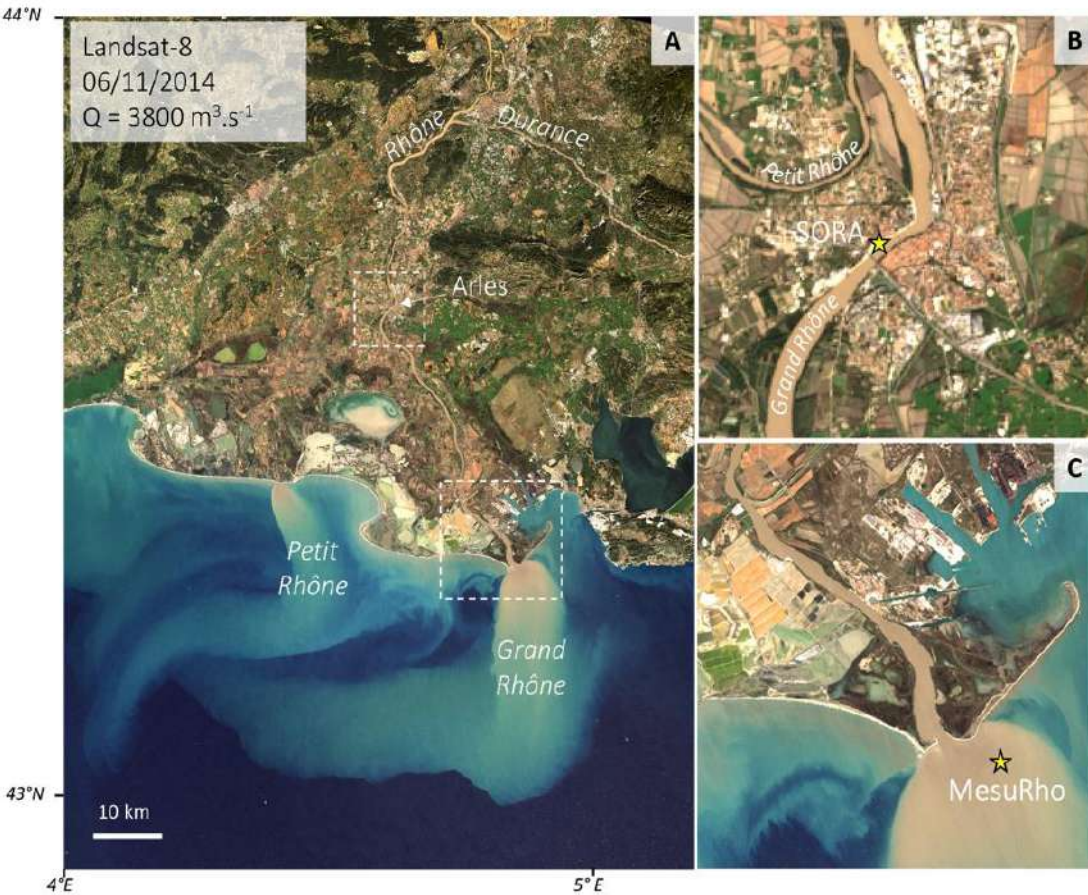 44°N
Landsat-8
06/11/2014
Q = 3800 m³.s⁻¹
A
Rhône
Durance
Arles
Petit
Rhône
Grand
Rhône
43°N
10 km
4°E
5° E
B
Petit Rhône
SORA
Grand Rhône
C
MesuRho